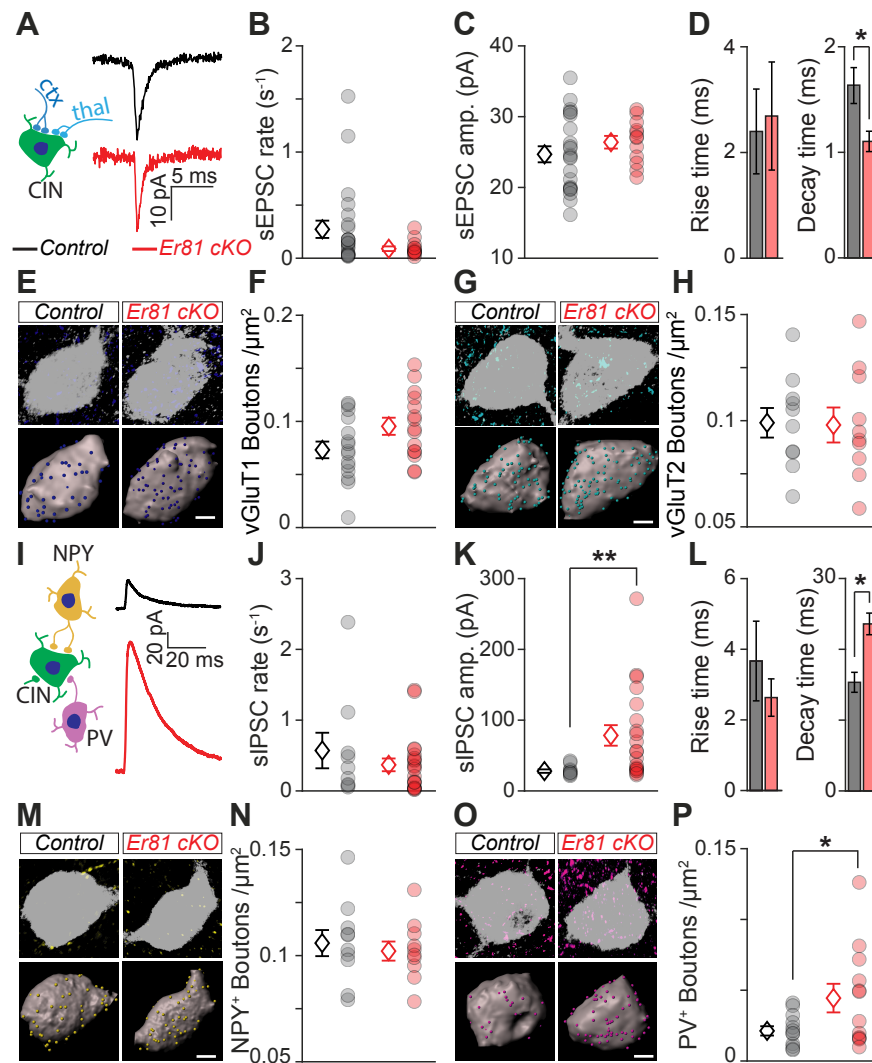 A
ctx
thal
CIN
5 ms
10 pA
Control
Er81 cKO
B
sEPSC rate (s⁻¹)
2
1
0
C
sEPSC amp. (pA)
40
30
20
10
D
Rise time (ms)
4
2
0
Decay time (ms)
2
1
0
*
E
Control
Er81 cKO
F
vGluT1 Boutons /µm²
0.2
0.1
0
G
Control
Er81 cKO
H
vGluT2 Boutons /µm²
0.15
0.1
0.05
I
NPY
CIN
PV
20 pA
20 ms
J
sIPSC rate (s⁻¹)
3
2
1
0
K
sIPSC amp. (pA)
300
200
100
0
**
L
Rise time (ms)
6
4
2
0
Decay time (ms)
30
15
0
*
M
Control
Er81 cKO
N
NPY⁺ Boutons /µm²
0.15
0.1
0.05
O
Control
Er81 cKO
P
PV⁺ Boutons /µm²
0.15
0
*